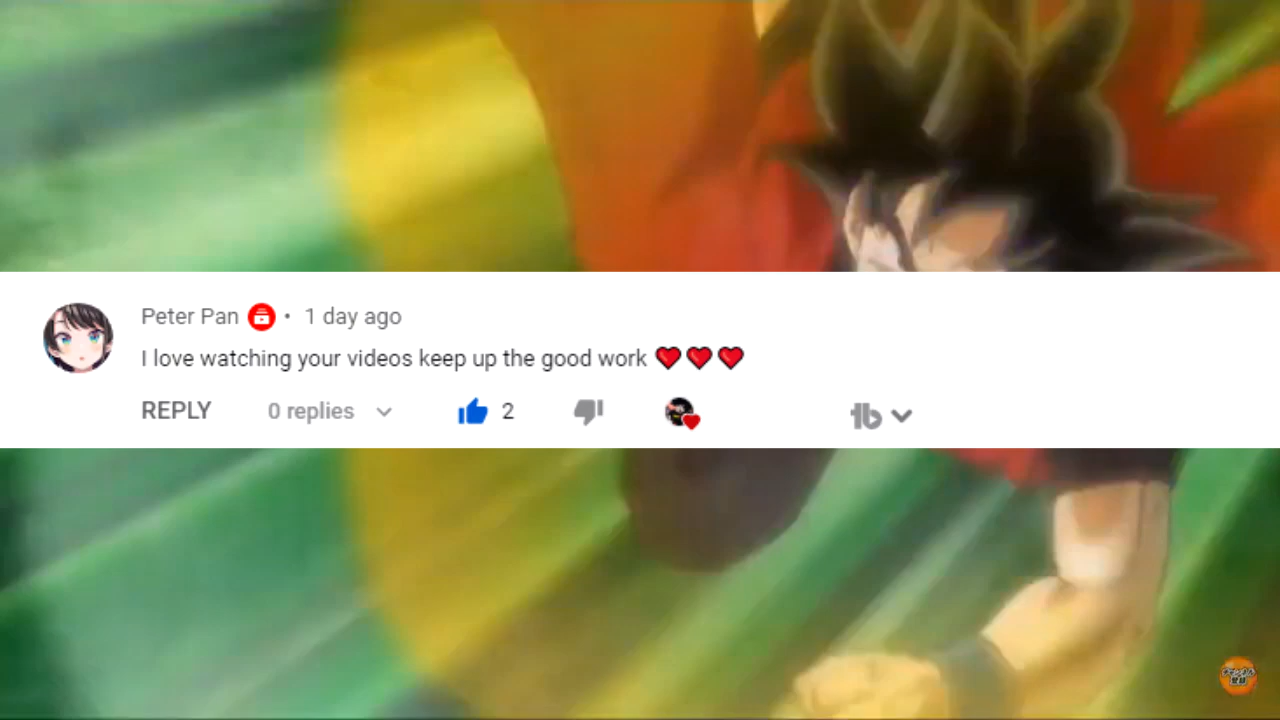 Peter Pan • 1 day ago
I love watching your videos keep up the good work ❤❤❤
REPLY 0 replies 2